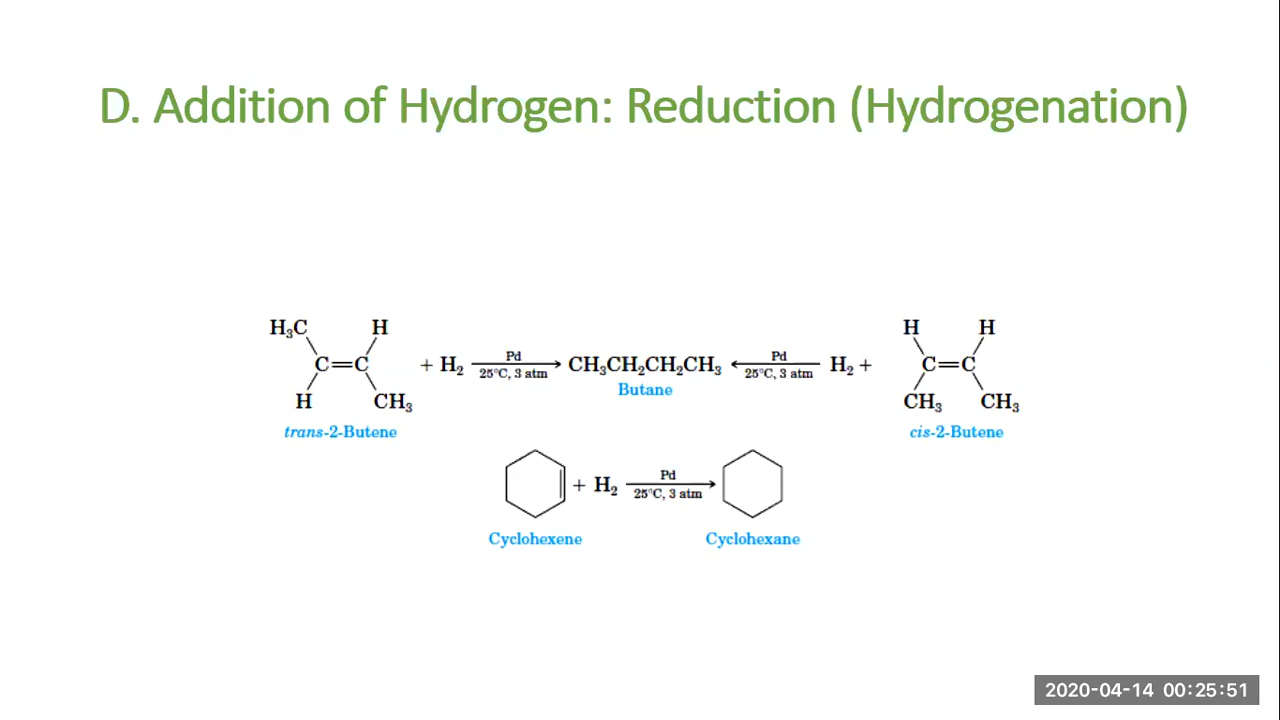 D. Addition of Hydrogen: Reduction (Hydrogenation)
H₃C H H H
C=C + H₂ Pd 25°C, 3 atm CH₃CH₂CH₂CH₃ Pd 25°C, 3 atm H₂ + C=C
Butane
H CH₃ CH₃ CH₃
trans-2-Butene cis-2-Butene
+ H₂ Pd 25°C, 3 atm
Cyclohexene Cyclohexane
2020-04-14 00:25:51